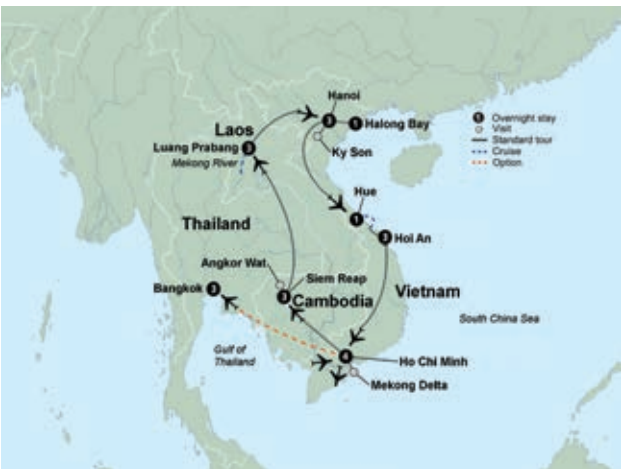 Hanoi
1 Overnight stay
Visit
Standard tour
Cruise
Option
3
1 Halong Bay
Laos
Ky Son
Luang Prabang 3
Mekong River
Hue
1
Thailand
3 Hoi An
Angkor Wat
Siem Reap
Bangkok 3
3 Cambodia
Vietnam
South China Sea
Gulf of
Thailand
4
Ho Chi Minh
Mekong Delta